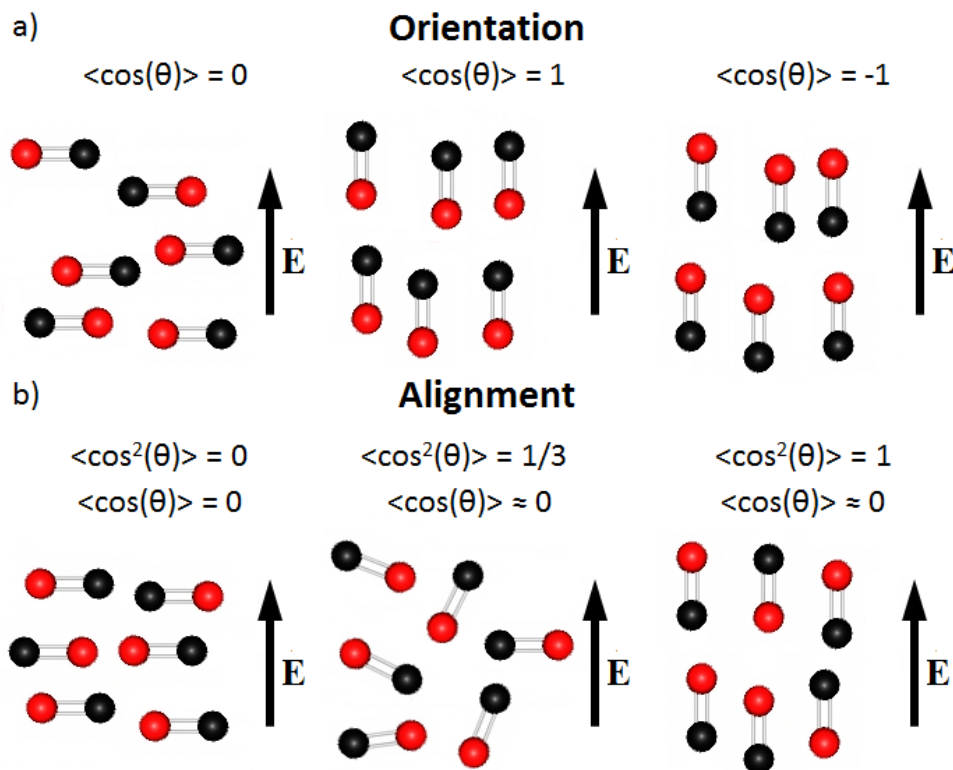 a)
Orientation
<cos(θ)> = 0
<cos(θ)> = 1
<cos(θ)> = -1
E
E
E
b)
Alignment
<cos²(θ)> = 0
<cos(θ)> = 0
<cos²(θ)> = 1/3
<cos(θ)> ≈ 0
<cos²(θ)> = 1
<cos(θ)> ≈ 0
E
E
E